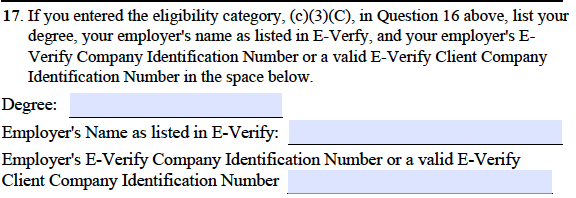 17. If you entered the eligibility category, (c)(3)(C), in Question 16 above, list your
degree, your employer's name as listed in E-Verfy, and your employer's E-
Verify Company Identification Number or a valid E-Verify Client Company
Identification Number in the space below.
Degree:
Employer's Name as listed in E-Verify:
Employer's E-Verify Company Identification Number or a valid E-Verify
Client Company Identification Number